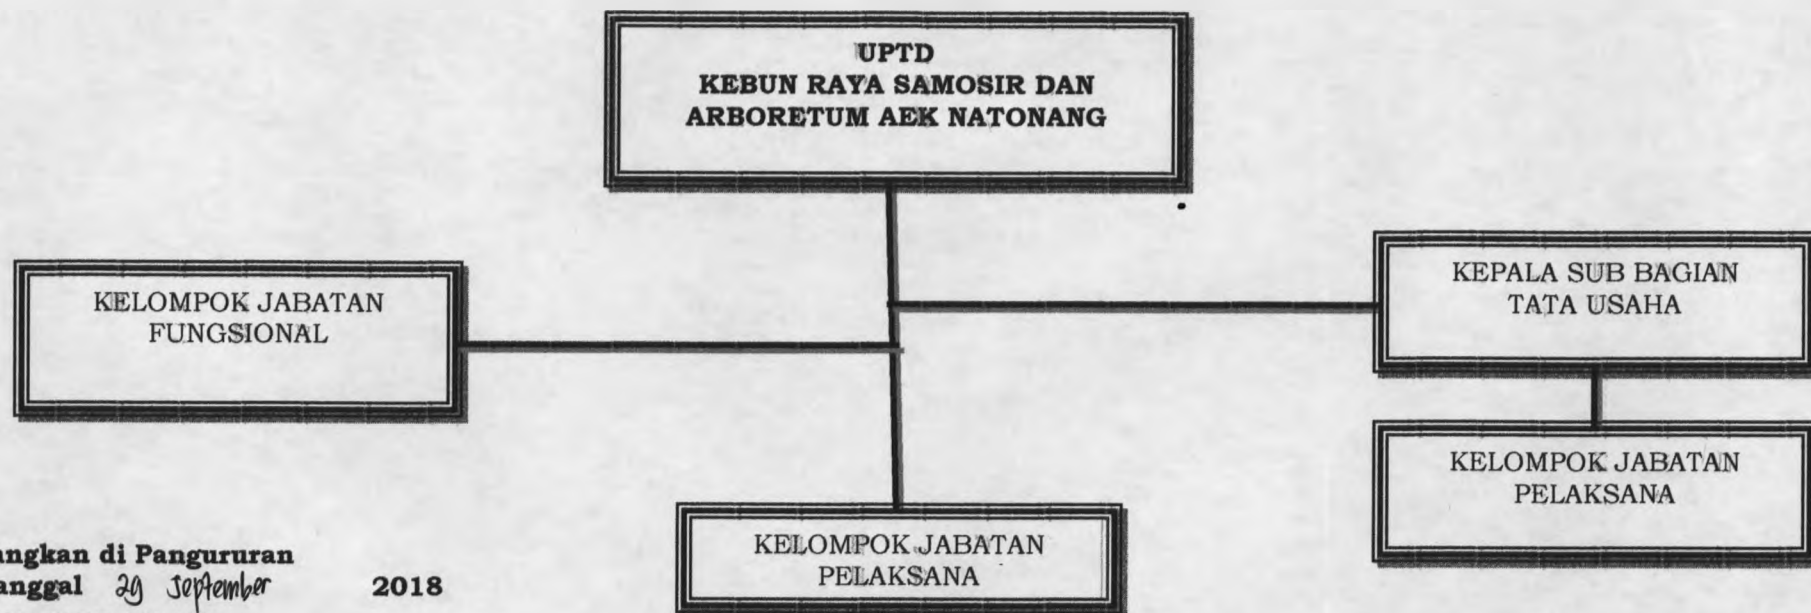 UPTD
KEBUN RAYA SAMOSIR DAN
ARBORETUM AEK NATONANG
KELOMPOK JABATAN
FUNGSIONAL
KEPALA SUB BAGIAN
TATA USAHA
KELOMPOK JABATAN
PELAKSANA
KELOMPOK JABATAN
PELAKSANA
angkan di Pangururan
anggal 29 September 2018